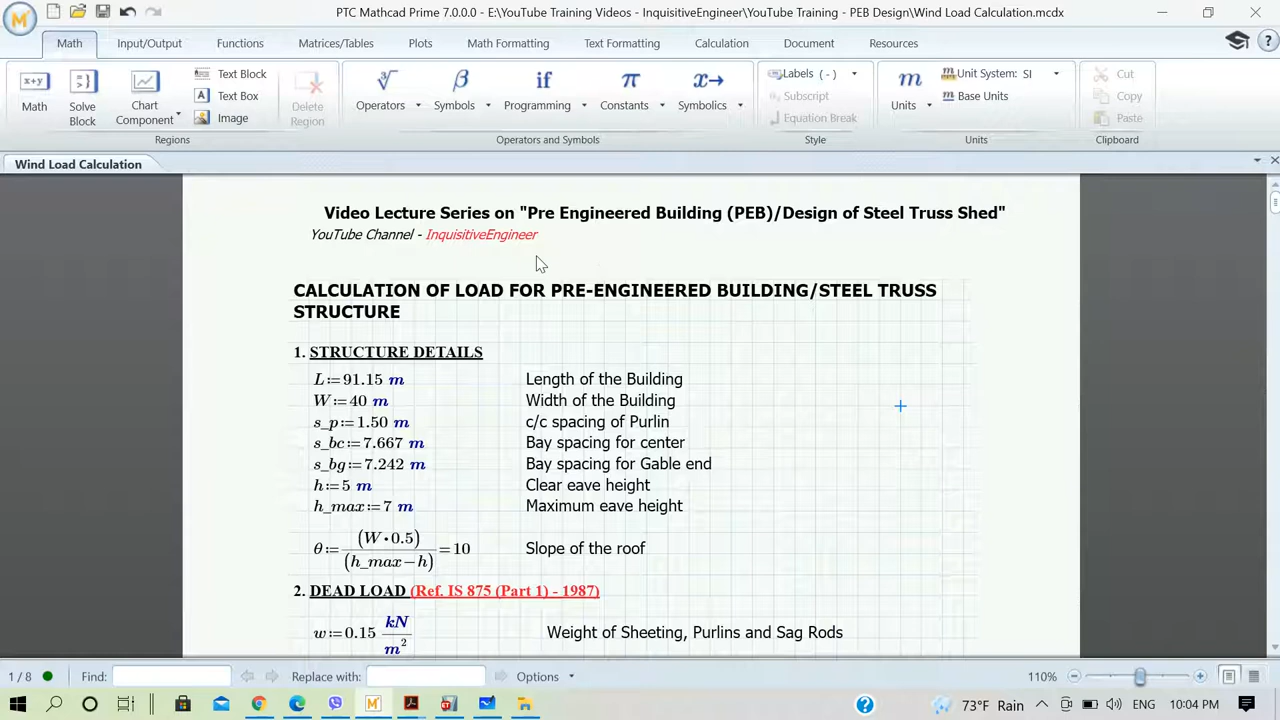 PTC Mathcad Prime 7.0.0.0 - E:\YouTube Training Videos - InquisitiveEngineer\YouTube Training - PEB Design\Wind Load Calculation.mcdx
Math Input/Output Functions Matrices/Tables Plots Math Formatting Text Formatting Calculation Document Resources
Math
Solve Block
Chart Component
Text Block
Text Box
Image
Delete Region
Operators
Symbols
Programming
Constants
Symbolics
Labels ( - )
Subscript
Equation Break
Units
Unit System: SI
Base Units
Cut
Copy
Paste
Regions Operators and Symbols Style Units Clipboard
Wind Load Calculation
Video Lecture Series on "Pre Engineered Building (PEB)/Design of Steel Truss Shed"
YouTube Channel - InquisitiveEngineer
CALCULATION OF LOAD FOR PRE-ENGINEERED BUILDING/STEEL TRUSS
STRUCTURE
1. STRUCTURE DETAILS
L:=91.15 m Length of the Building
W:=40 m Width of the Building
s_p:=1.50 m c/c spacing of Purlin
s_bc:=7.667 m Bay spacing for center
s_bg:=7.242 m Bay spacing for Gable end
h:=5 m Clear eave height
h_max:=7 m Maximum eave height
θ:=(W·0.5)/(h_max−h)=10 Slope of the roof
2. DEAD LOAD (Ref. IS 875 (Part 1) - 1987)
w:=0.15 kN/m² Weight of Sheeting, Purlins and Sag Rods
1 / 8 Find: Replace with: Options 110%
73°F Rain ENG 10:04 PM